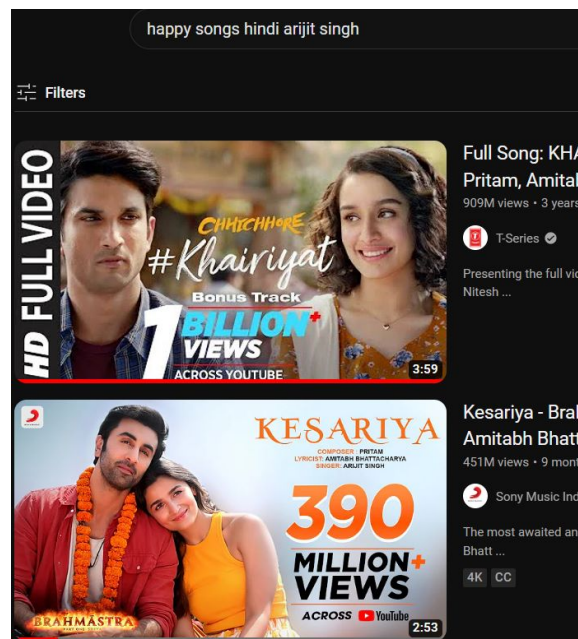 happy songs hindi arijit singh
Filters
HD FULL VIDEO
CHHICHHORE
#Khairiyat
Bonus Track
1 BILLION+
VIEWS
ACROSS YOUTUBE
3:59
Full Song: KHA
Pritam, Amital
909M views • 3 years
T-Series
Presenting the full vid
Nitesh ...
KESARIYA
COMPOSER : PRITAM
LYRICIST: AMITABH BHATTACHARYA
SINGER: ARIJIT SINGH
390
MILLION+
VIEWS
ACROSS YouTube
BRAHMĀSTRA
2:53
Kesariya - Bral
Amitabh Bhatt
451M views • 9 mont
Sony Music Ind
The most awaited an
Bhatt ...
4K CC